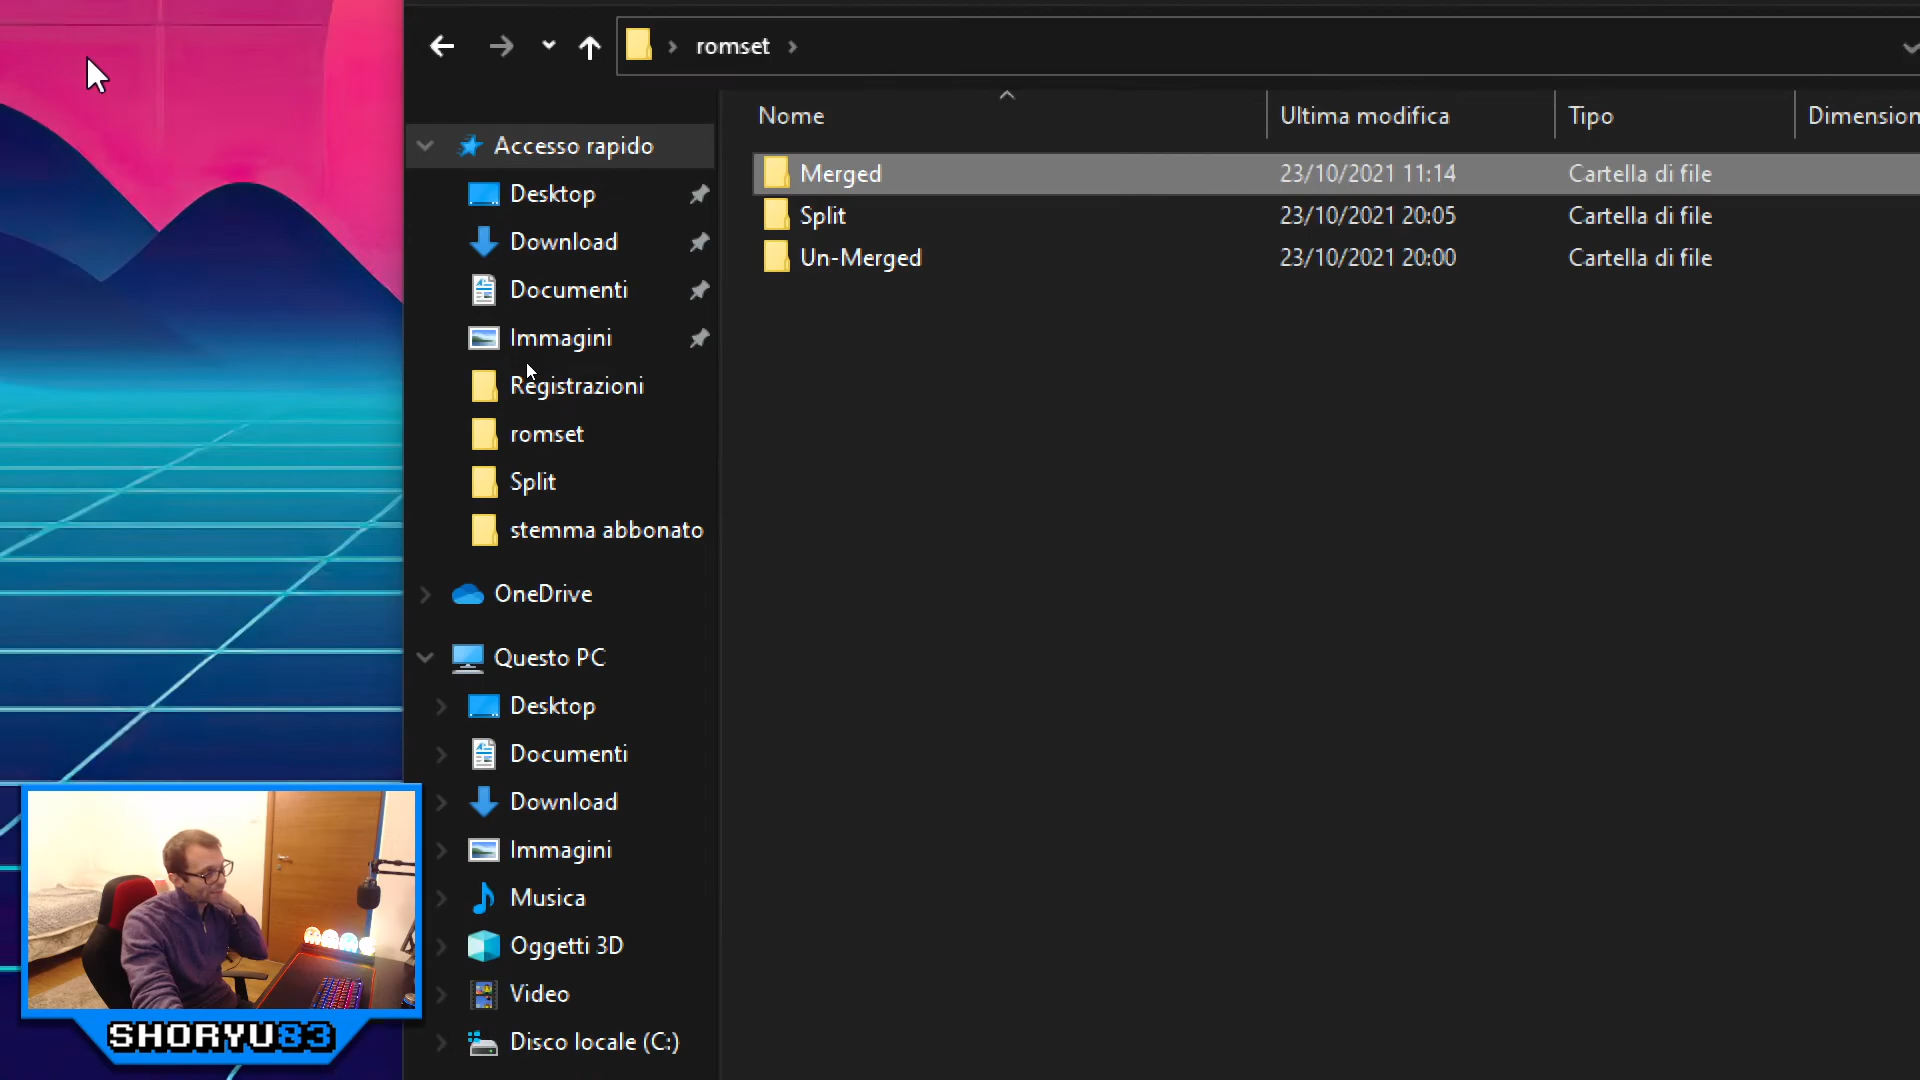 romset
Nome
Ultima modifica
Tipo
Dimension
Accesso rapido
Desktop
Download
Documenti
Immagini
Registrazioni
romset
Split
stemma abbonato
OneDrive
Questo PC
Desktop
Documenti
Download
Immagini
Musica
Oggetti 3D
Video
Disco locale (C:)
Merged 23/10/2021 11:14 Cartella di file
Split 23/10/2021 20:05 Cartella di file
Un-Merged 23/10/2021 20:00 Cartella di file
SHORYU83